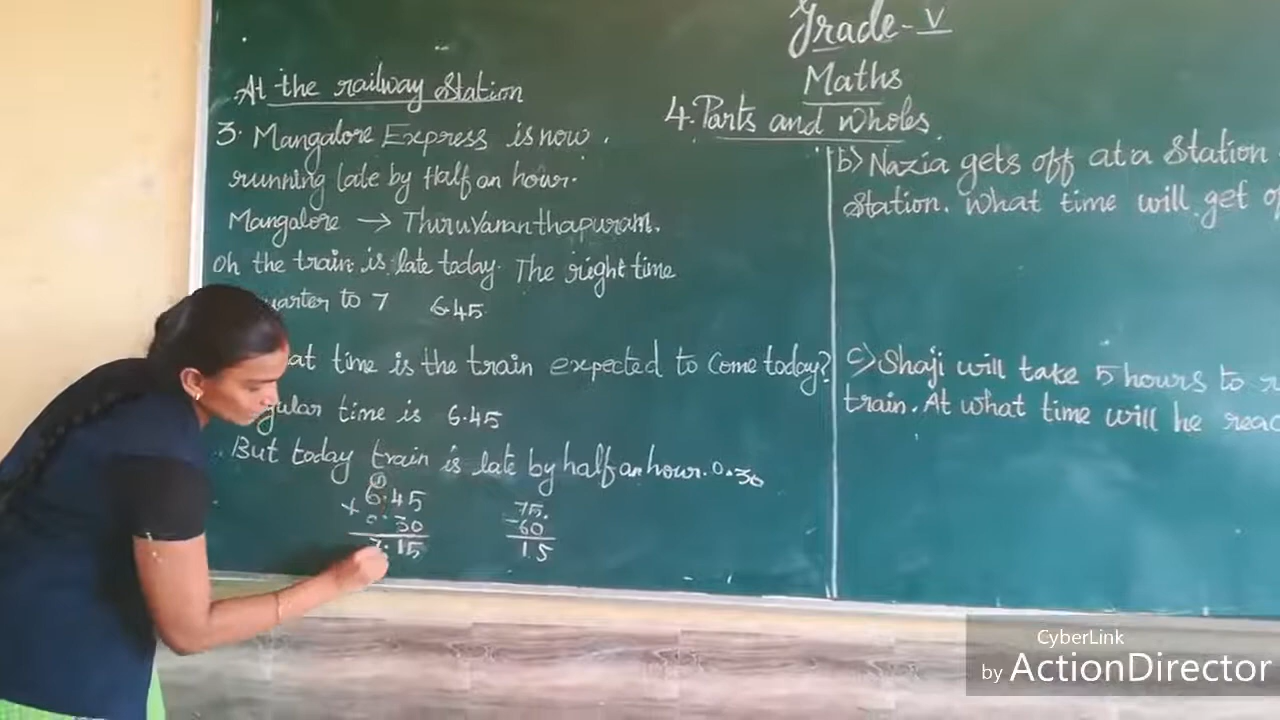 Grade-V
Maths
4. Parts and Wholes
At the railway Station
3. Mangalore Express is now
running late by Half an hour.
Mangalore → Thiruvananthapuram.
Oh the train is late today. The right time
to 7 6.45
time is the train expected to come today?
time is 6.45
But today train is late by half an hour. 0.30
1
6.45
+ 0.30
7.15
75.
-60
15
b) Nazia gets off at a Station
Station. What time will get
c) Shaji will take 5 hours to
train. At what time will he
CyberLink
by ActionDirector